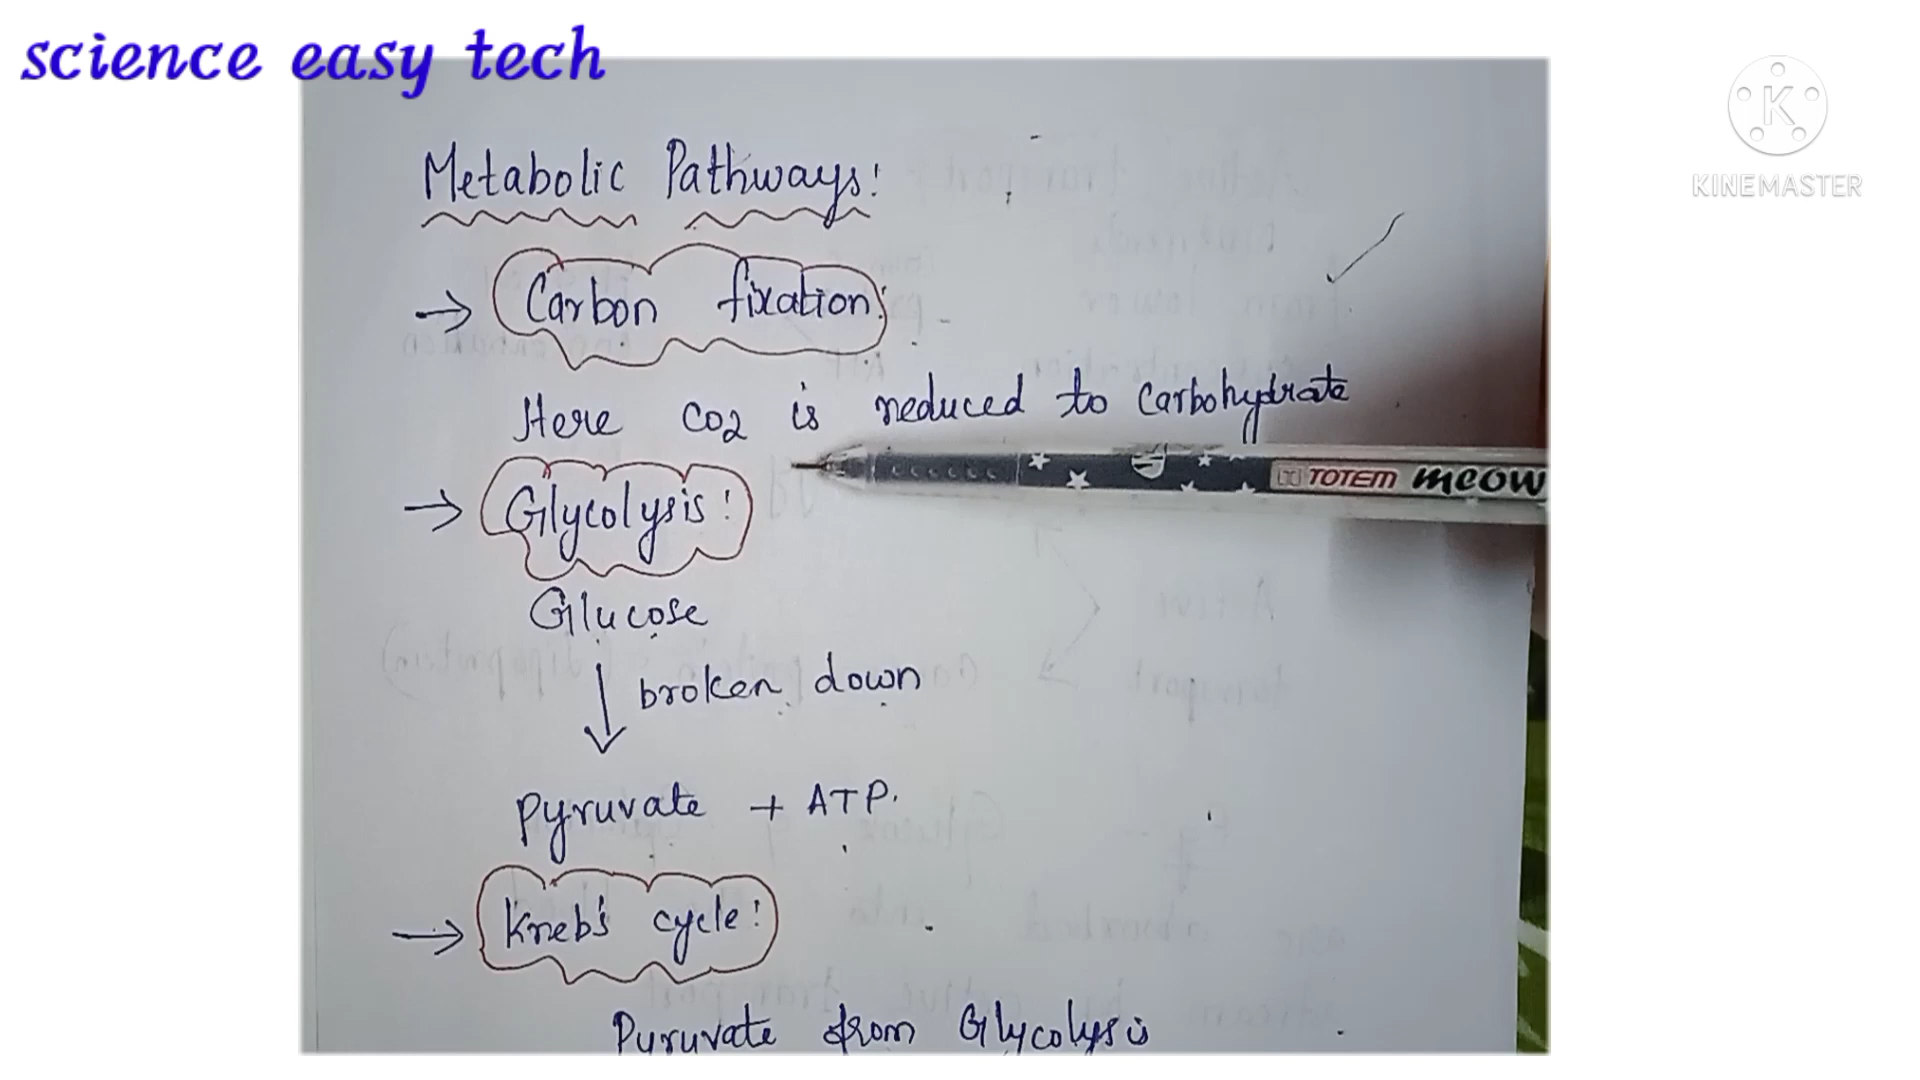 science easy tech
KINEMASTER
Metabolic Pathways:
→ Carbon fixation:
Here CO2 is reduced to Carbohydrate
TOTEM meow
→ Glycolysis:
Glucose
↓ broken down
Pyruvate + ATP.
→ Kreb's cycle:
Pyruvate from Glycolysis